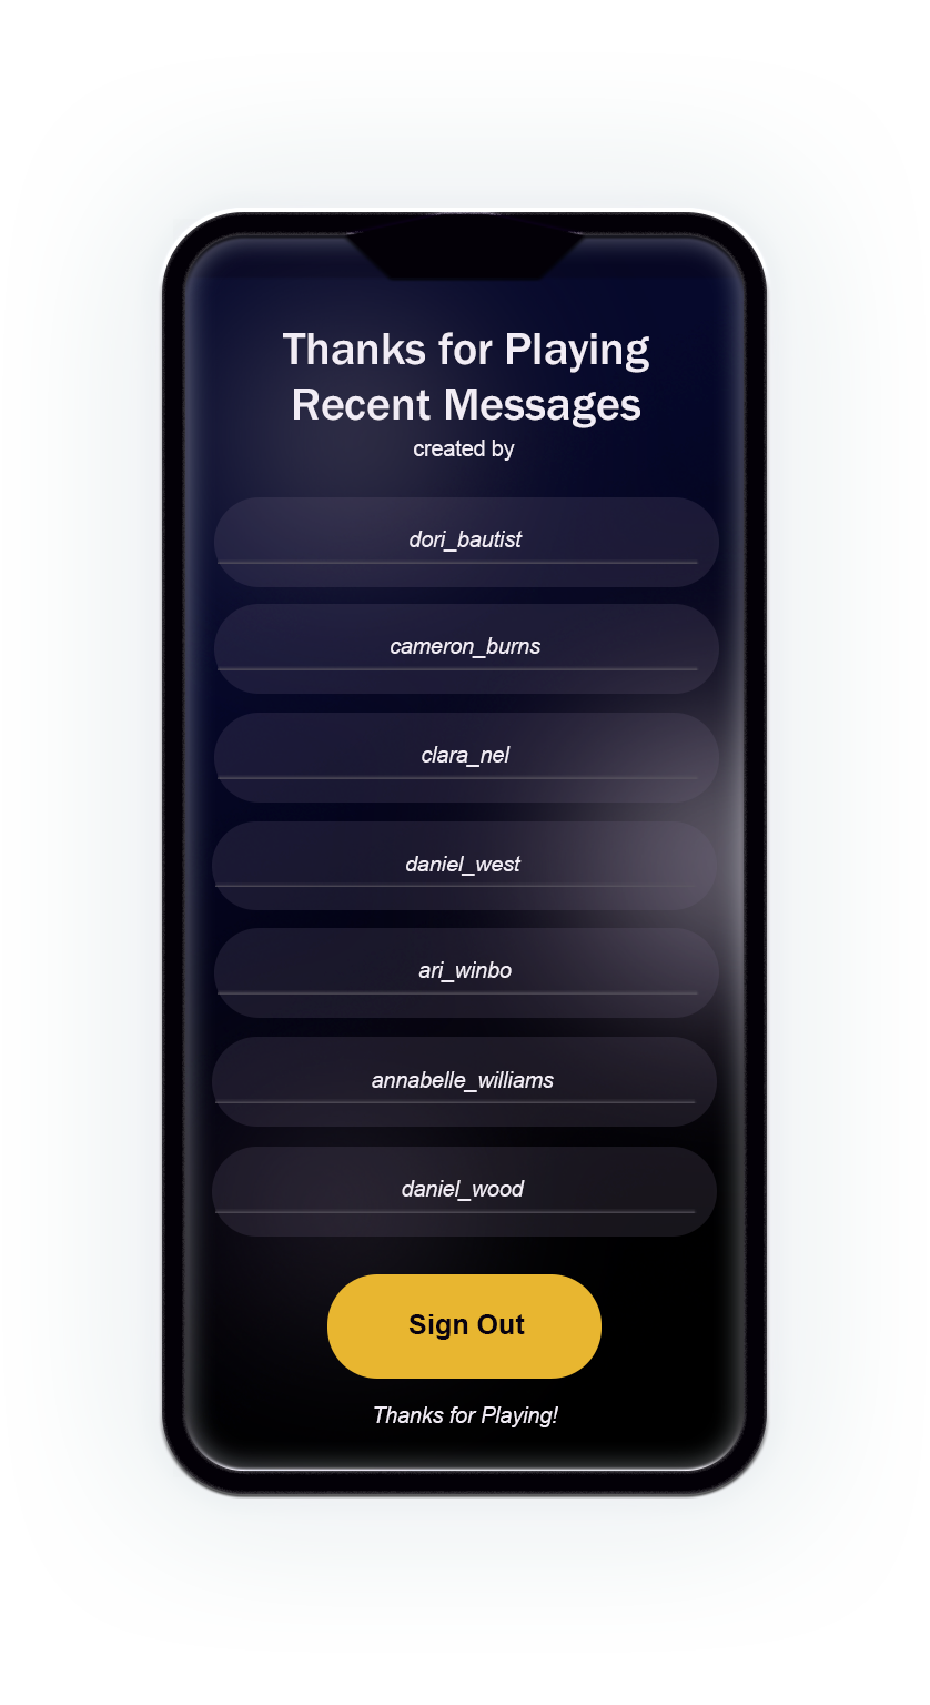 Thanks for Playing
Recent Messages
created by
dori_bautist
cameron_burns
clara_nel
daniel_west
ari_winbo
annabelle_williams
daniel_wood
Sign Out
Thanks for Playing!